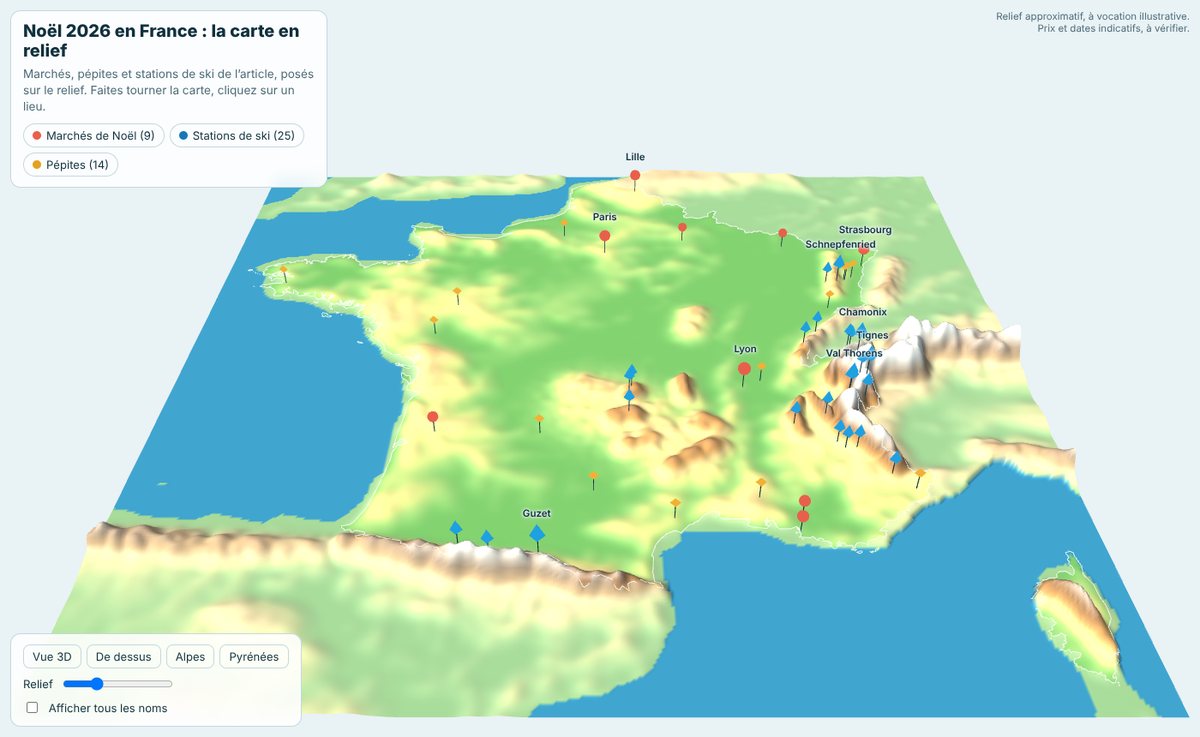 Noël 2026 en France : la carte en
relief
Marchés, pépites et stations de ski de l’article, posés
sur le relief. Faites tourner la carte, cliquez sur un
lieu.
Marchés de Noël (9)
Stations de ski (25)
Pépites (14)
Relief approximatif, à vocation illustrative.
Prix et dates indicatifs, à vérifier.
Lille
Paris
Strasbourg
Schnepfenried
Chamonix
Tignes
Lyon
Val Thorens
Guzet
Vue 3D
De dessus
Alpes
Pyrénées
Relief
Afficher tous les noms